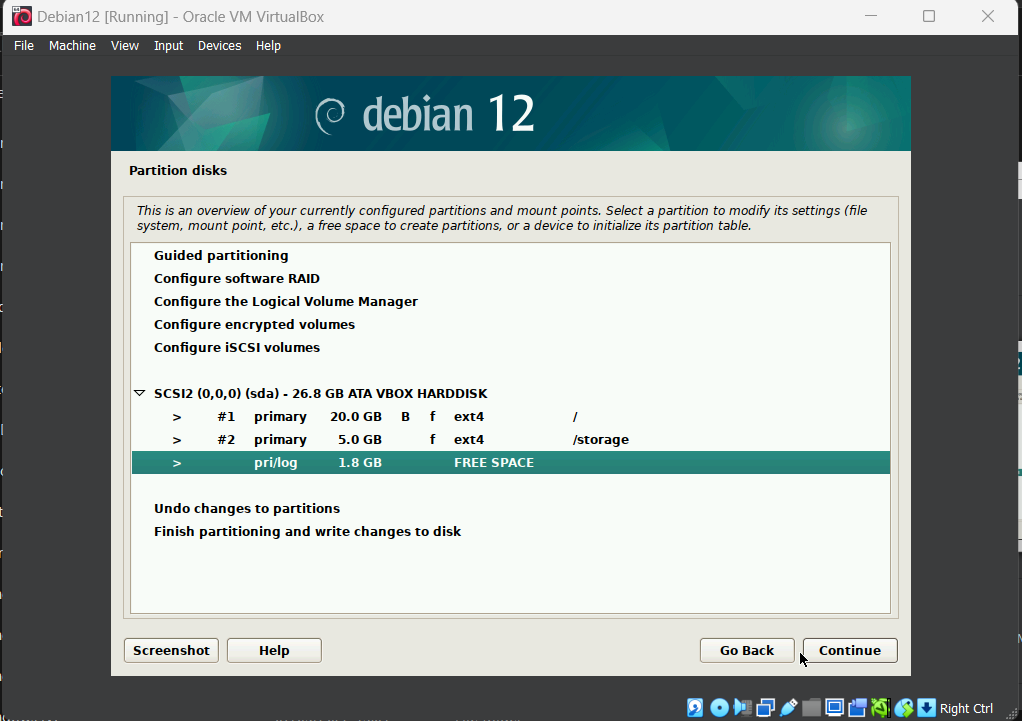 Debian12 [Running] - Oracle VM VirtualBox
File Machine View Input Devices Help
debian 12
Partition disks
This is an overview of your currently configured partitions and mount points. Select a partition to modify its settings (file
system, mount point, etc.), a free space to create partitions, or a device to initialize its partition table.
Guided partitioning
Configure software RAID
Configure the Logical Volume Manager
Configure encrypted volumes
Configure iSCSI volumes
SCSI2 (0,0,0) (sda) - 26.8 GB ATA VBOX HARDDISK
> #1 primary 20.0 GB B f ext4 /
> #2 primary 5.0 GB f ext4 /storage
> pri/log 1.8 GB FREE SPACE
Undo changes to partitions
Finish partitioning and write changes to disk
Screenshot Help Go Back Continue
Right Ctrl